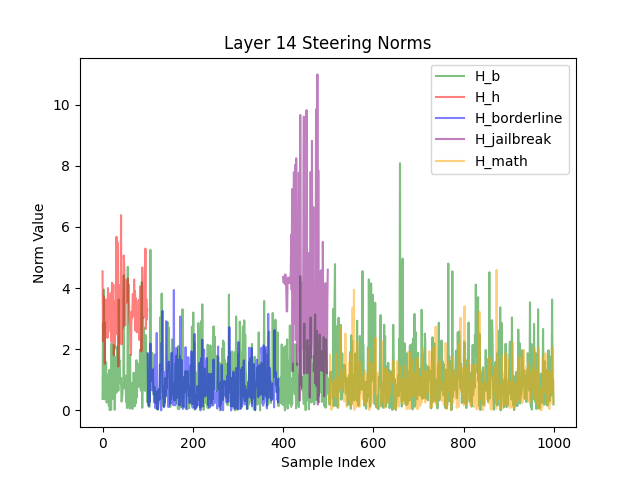 Layer 14 Steering Norms
H_b
H_h
H_borderline
H_jailbreak
H_math
Norm Value
10
8
6
4
2
0
0 200 400 600 800 1000
Sample Index